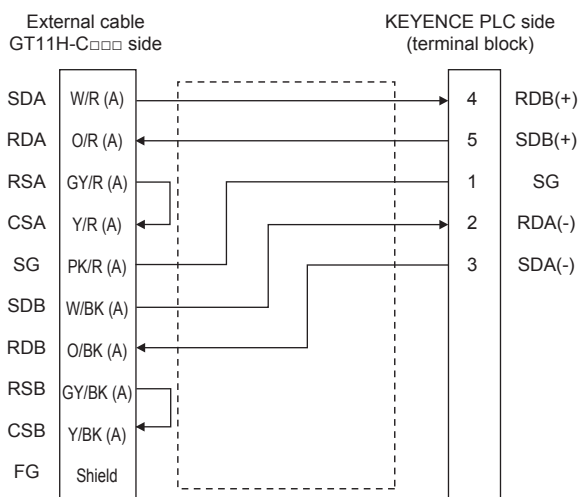 External cable
GT11H-C□□□ side
KEYENCE PLC side
(terminal block)
SDA W/R (A) 4 RDB(+)
RDA O/R (A) 5 SDB(+)
RSA GY/R (A) 1 SG
CSA Y/R (A) 2 RDA(-)
SG PK/R (A) 3 SDA(-)
SDB W/BK (A)
RDB O/BK (A)
RSB GY/BK (A)
CSB Y/BK (A)
FG Shield